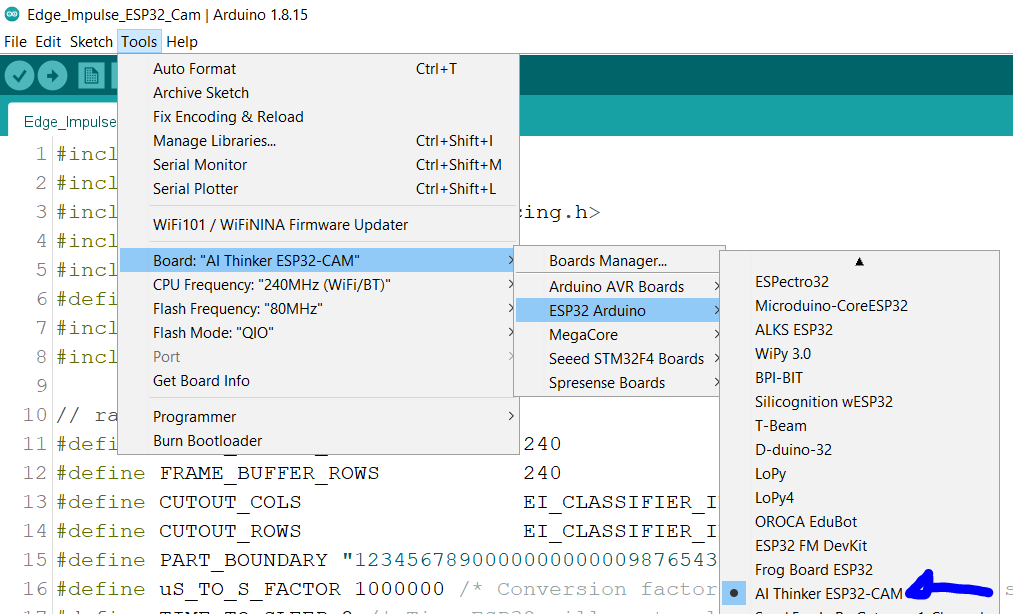 Edge_Impulse_ESP32_Cam | Arduino 1.8.15
File Edit Sketch Tools Help
Edge_Impulse
Auto Format Ctrl+T
Archive Sketch
Fix Encoding & Reload
Manage Libraries... Ctrl+Shift+I
Serial Monitor Ctrl+Shift+M
Serial Plotter Ctrl+Shift+L
WiFi101 / WiFiNINA Firmware Updater
Board: "AI Thinker ESP32-CAM"
CPU Frequency: "240MHz (WiFi/BT)"
Flash Frequency: "80MHz"
Flash Mode: "QIO"
Port
Get Board Info
Programmer
Burn Bootloader
Boards Manager...
Arduino AVR Boards
ESP32 Arduino
MegaCore
Seeed STM32F4 Boards
Spresense Boards
ESPectro32
Microduino-CoreESP32
ALKS ESP32
WiPy 3.0
BPI-BIT
Silicognition wESP32
T-Beam
D-duino-32
LoPy
LoPy4
OROCA EduBot
ESP32 FM DevKit
Frog Board ESP32
AI Thinker ESP32-CAM
1 #incl
2 #incl
3 #incl cing.h>
4 #incl
5 #incl
6 #defi
7 #incl
8 #incl
9
10 // ra
11 #defi 240
12 #define FRAME_BUFFER_ROWS 240
13 #define CUTOUT_COLS EI_CLASSIFIER_I
14 #define CUTOUT_ROWS EI_CLASSIFIER_I
15 #define PART_BOUNDARY "1234567890000000000009876543
16 #define uS_TO_S_FACTOR 1000000 /* Conversion factor